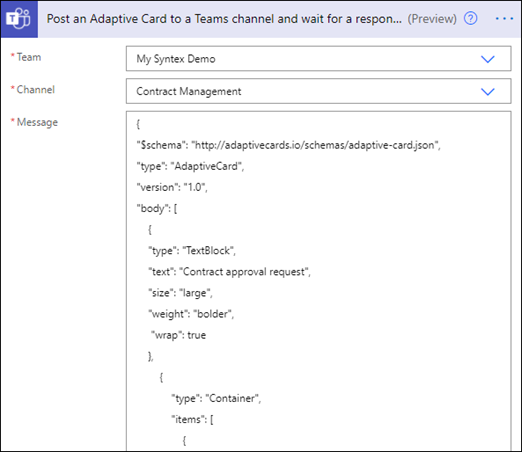 Post an Adaptive Card to a Teams channel and wait for a respon... (Preview)
* Team
My Syntex Demo
* Channel
Contract Management
* Message
{
"$schema": "http://adaptivecards.io/schemas/adaptive-card.json",
"type": "AdaptiveCard",
"version": "1.0",
"body": [
{
"type": "TextBlock",
"text": "Contract approval request",
"size": "large",
"weight": "bolder",
"wrap": true
},
{
"type": "Container",
"items": [
{